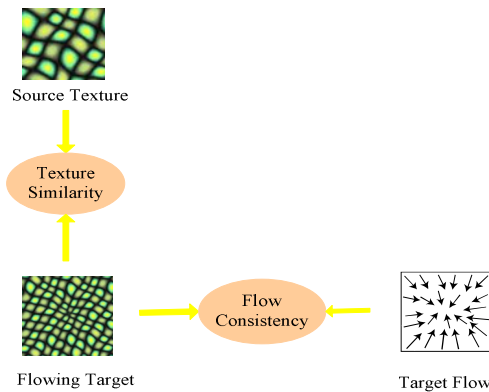 Source Texture
Texture
Similarity
Flow
Consistency
Flowing Target
Target Flow